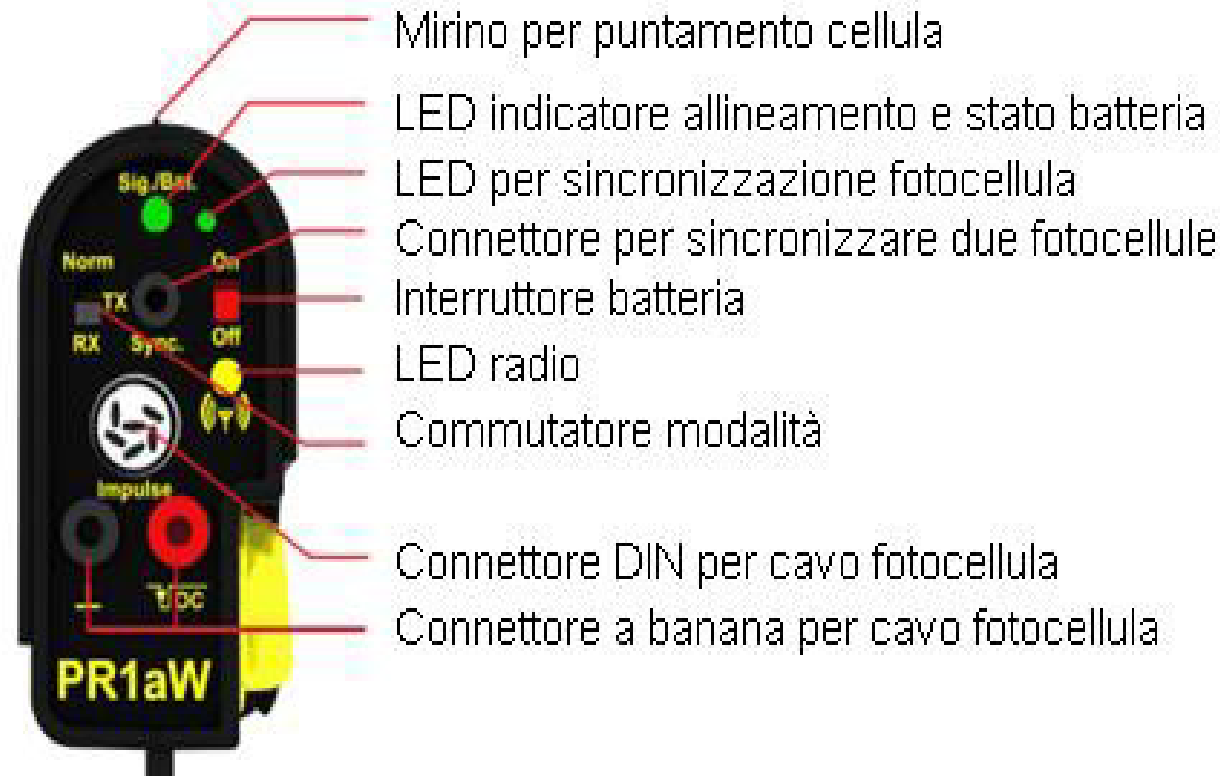 Mirino per puntamento cellula
LED indicatore allineamento e stato batteria
LED per sincronizzazione fotocellula
Connettore per sincronizzare due fotocellule
Interruttore batteria
LED radio
Commutatore modalità
Connettore DIN per cavo fotocellula
Connettore a banana per cavo fotocellula
Sig./Bat.
Norm
On
TX
RX
Sync.
Off
Impulse
PR1aW